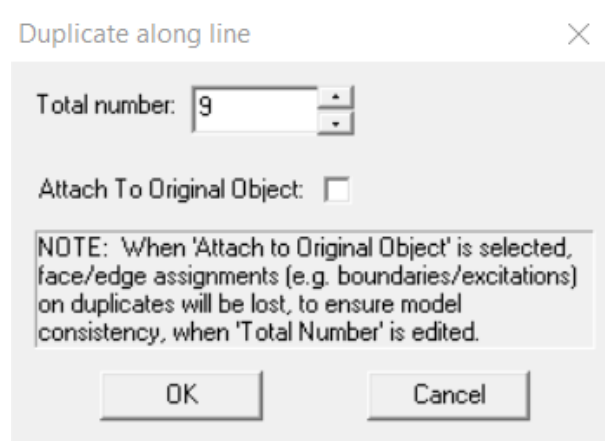 Duplicate along line
Total number: 9
Attach To Original Object:
NOTE: When 'Attach to Original Object' is selected,
face/edge assignments (e.g. boundaries/excitations)
on duplicates will be lost, to ensure model
consistency, when 'Total Number' is edited.
OK Cancel